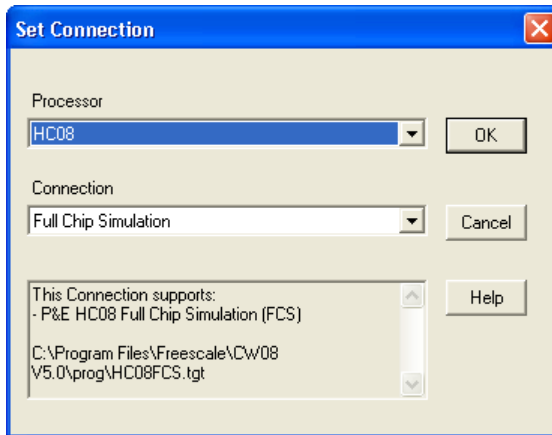 Set Connection
Processor
HC08
OK
Connection
Full Chip Simulation
Cancel
This Connection supports:
- P&E HC08 Full Chip Simulation (FCS)
C:\Program Files\Freescale\CW08
V5.0\prog\HC08FCS.tgt
Help